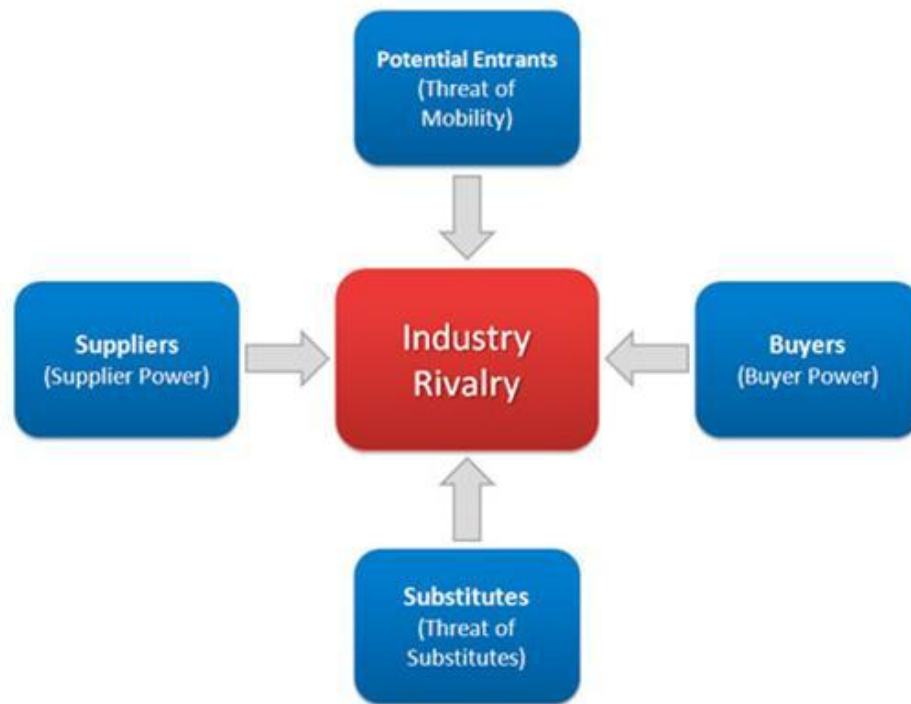 Potential Entrants
(Threat of
Mobility)
Suppliers
(Supplier Power)
Industry
Rivalry
Buyers
(Buyer Power)
Substitutes
(Threat of
Substitutes)